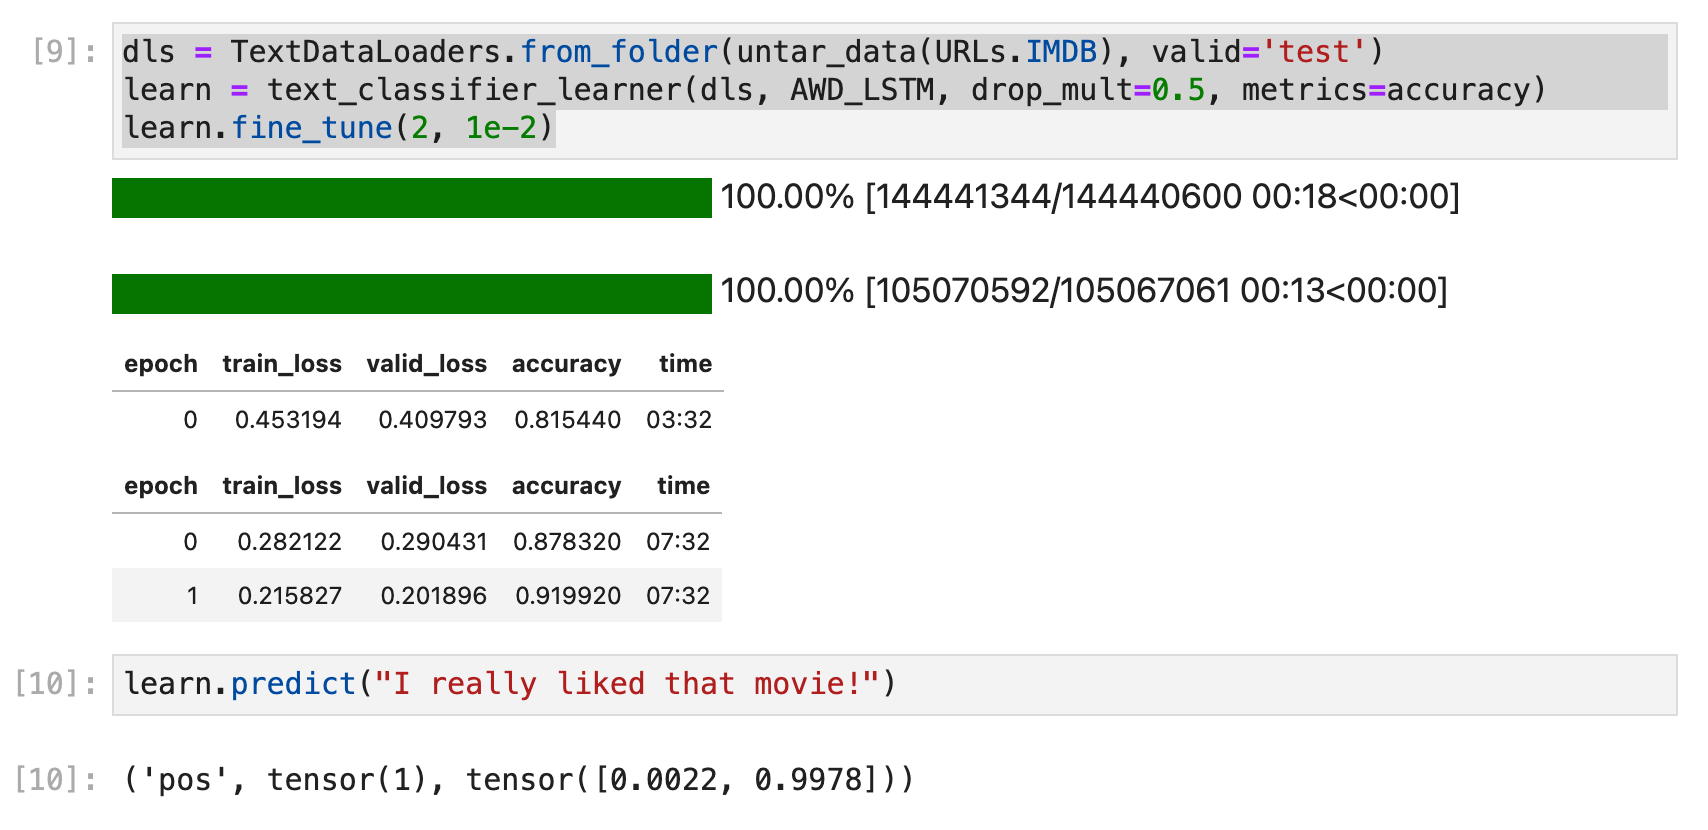 [9]: dls = TextDataLoaders.from_folder(untar_data(URLs.IMDB), valid='test')
learn = text_classifier_learner(dls, AWD_LSTM, drop_mult=0.5, metrics=accuracy)
learn.fine_tune(2, 1e-2)
100.00% [144441344/144440600 00:18<00:00]
100.00% [105070592/105067061 00:13<00:00]
epoch train_loss valid_loss accuracy time
0 0.453194 0.409793 0.815440 03:32
epoch train_loss valid_loss accuracy time
0 0.282122 0.290431 0.878320 07:32
1 0.215827 0.201896 0.919920 07:32
[10]: learn.predict("I really liked that movie!")
[10]: ('pos', tensor(1), tensor([0.0022, 0.9978]))